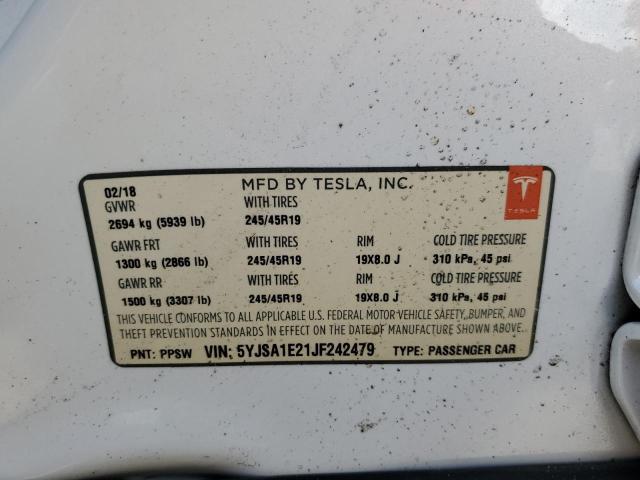 MFD BY TESLA, INC.
02/18
GVWR WITH TIRES
2694 kg (5939 lb) 245/45R19
GAWR FRT WITH TIRES RIM COLD TIRE PRESSURE
1300 kg (2866 lb) 245/45R19 19X8.0 J 310 kPa, 45 psi
GAWR RR WITH TIRES RIM COLD TIRE PRESSURE
1500 kg (3307 lb) 245/45R19 19X8.0 J 310 kPa, 45 psi
THIS VEHICLE CONFORMS TO ALL APPLICABLE U.S. FEDERAL MOTOR VEHICLE SAFETY, BUMPER, AND
THEFT PREVENTION STANDARDS IN EFFECT ON THE DATE OF MANUFACTURE SHOWN ABOVE.
PNT: PPSW VIN: 5YJSA1E21JF242479 TYPE: PASSENGER CAR
TESLA